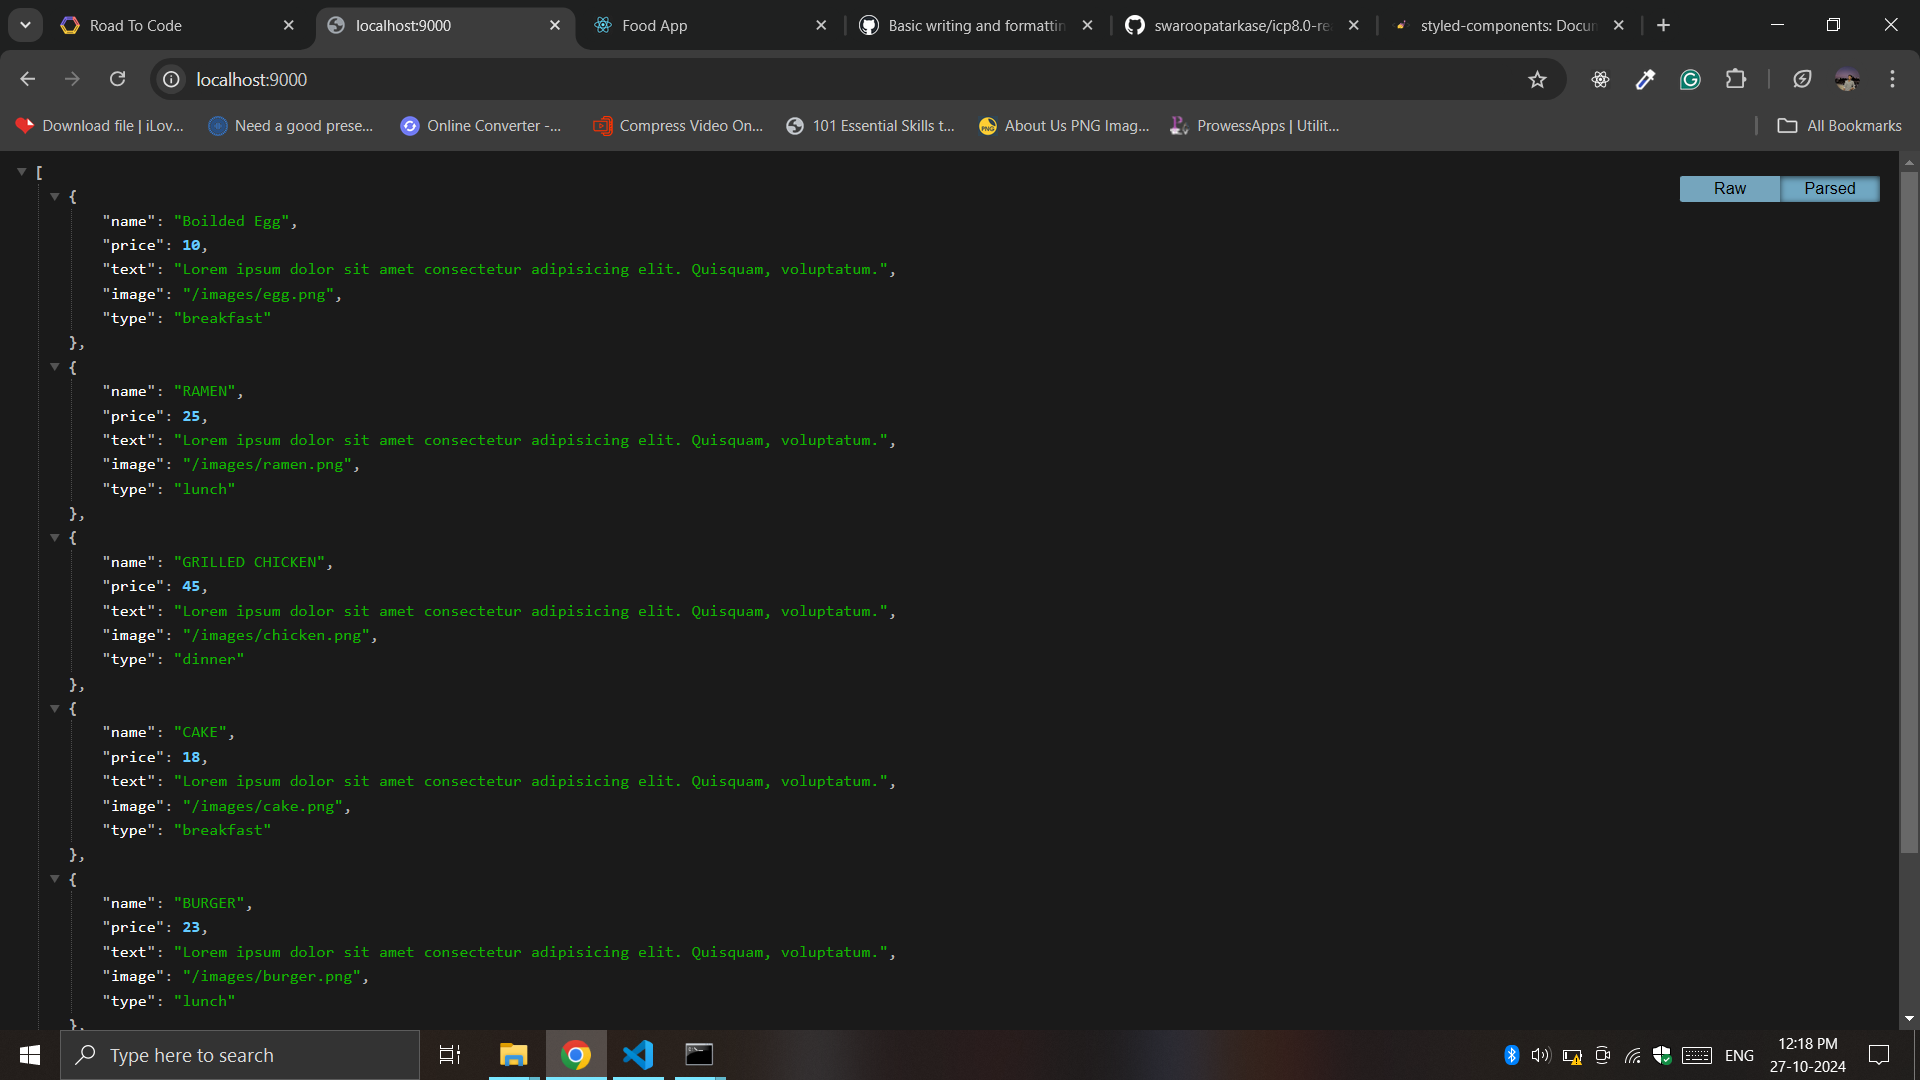 Road To Code
localhost:9000
Food App
Basic writing and formattin
swaroopatarkase/icp8.0-re
styled-components: Docun
localhost:9000
Download file | iLov...
Need a good prese...
Online Converter -...
Compress Video On...
101 Essential Skills t...
About Us PNG Imag...
ProwessApps | Utilit...
All Bookmarks
Raw
Parsed
[
{
"name": "Boilded Egg",
"price": 10,
"text": "Lorem ipsum dolor sit amet consectetur adipisicing elit. Quisquam, voluptatum.",
"image": "/images/egg.png",
"type": "breakfast"
},
{
"name": "RAMEN",
"price": 25,
"text": "Lorem ipsum dolor sit amet consectetur adipisicing elit. Quisquam, voluptatum.",
"image": "/images/ramen.png",
"type": "lunch"
},
{
"name": "GRILLED CHICKEN",
"price": 45,
"text": "Lorem ipsum dolor sit amet consectetur adipisicing elit. Quisquam, voluptatum.",
"image": "/images/chicken.png",
"type": "dinner"
},
{
"name": "CAKE",
"price": 18,
"text": "Lorem ipsum dolor sit amet consectetur adipisicing elit. Quisquam, voluptatum.",
"image": "/images/cake.png",
"type": "breakfast"
},
{
"name": "BURGER",
"price": 23,
"text": "Lorem ipsum dolor sit amet consectetur adipisicing elit. Quisquam, voluptatum.",
"image": "/images/burger.png",
"type": "lunch"
},
Type here to search
ENG
12:18 PM
27-10-2024